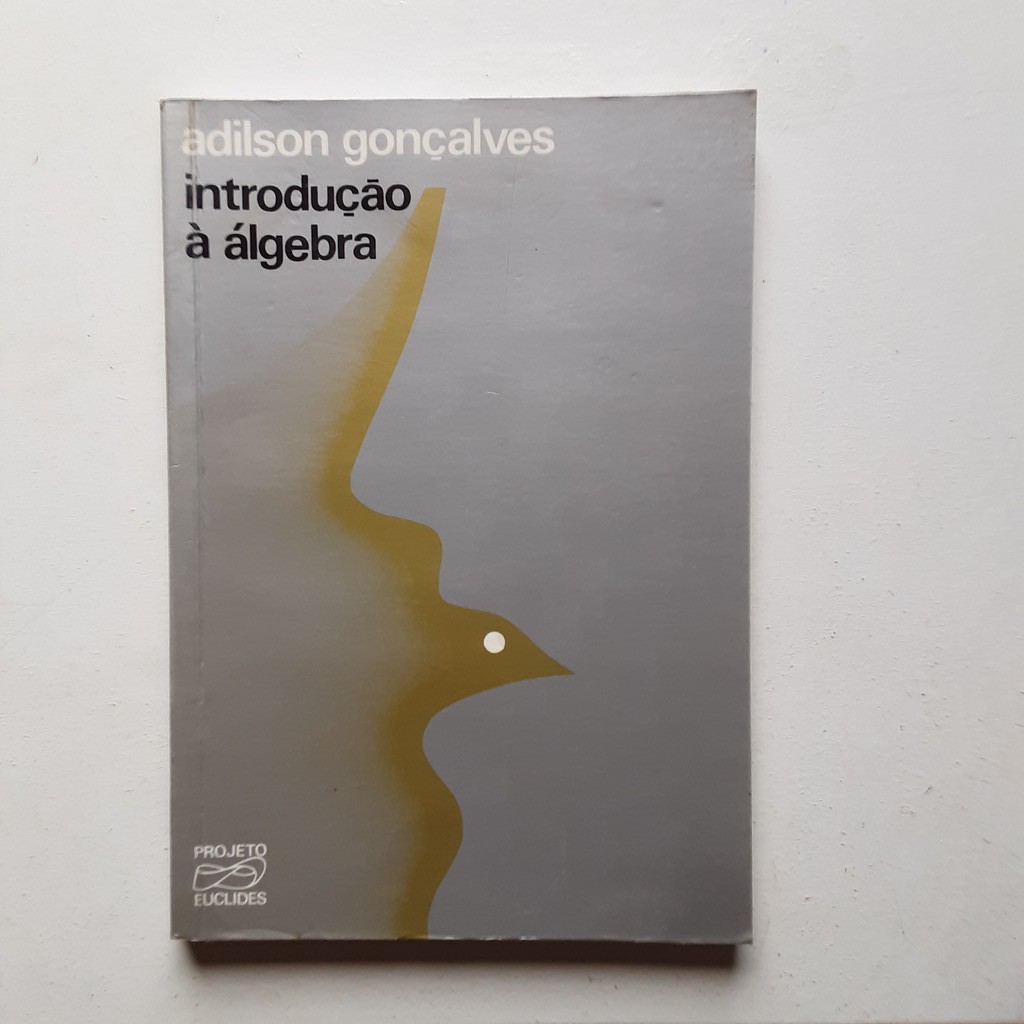 adilson gonçalves
introdução
à álgebra
PROJETO
EUCLIDES